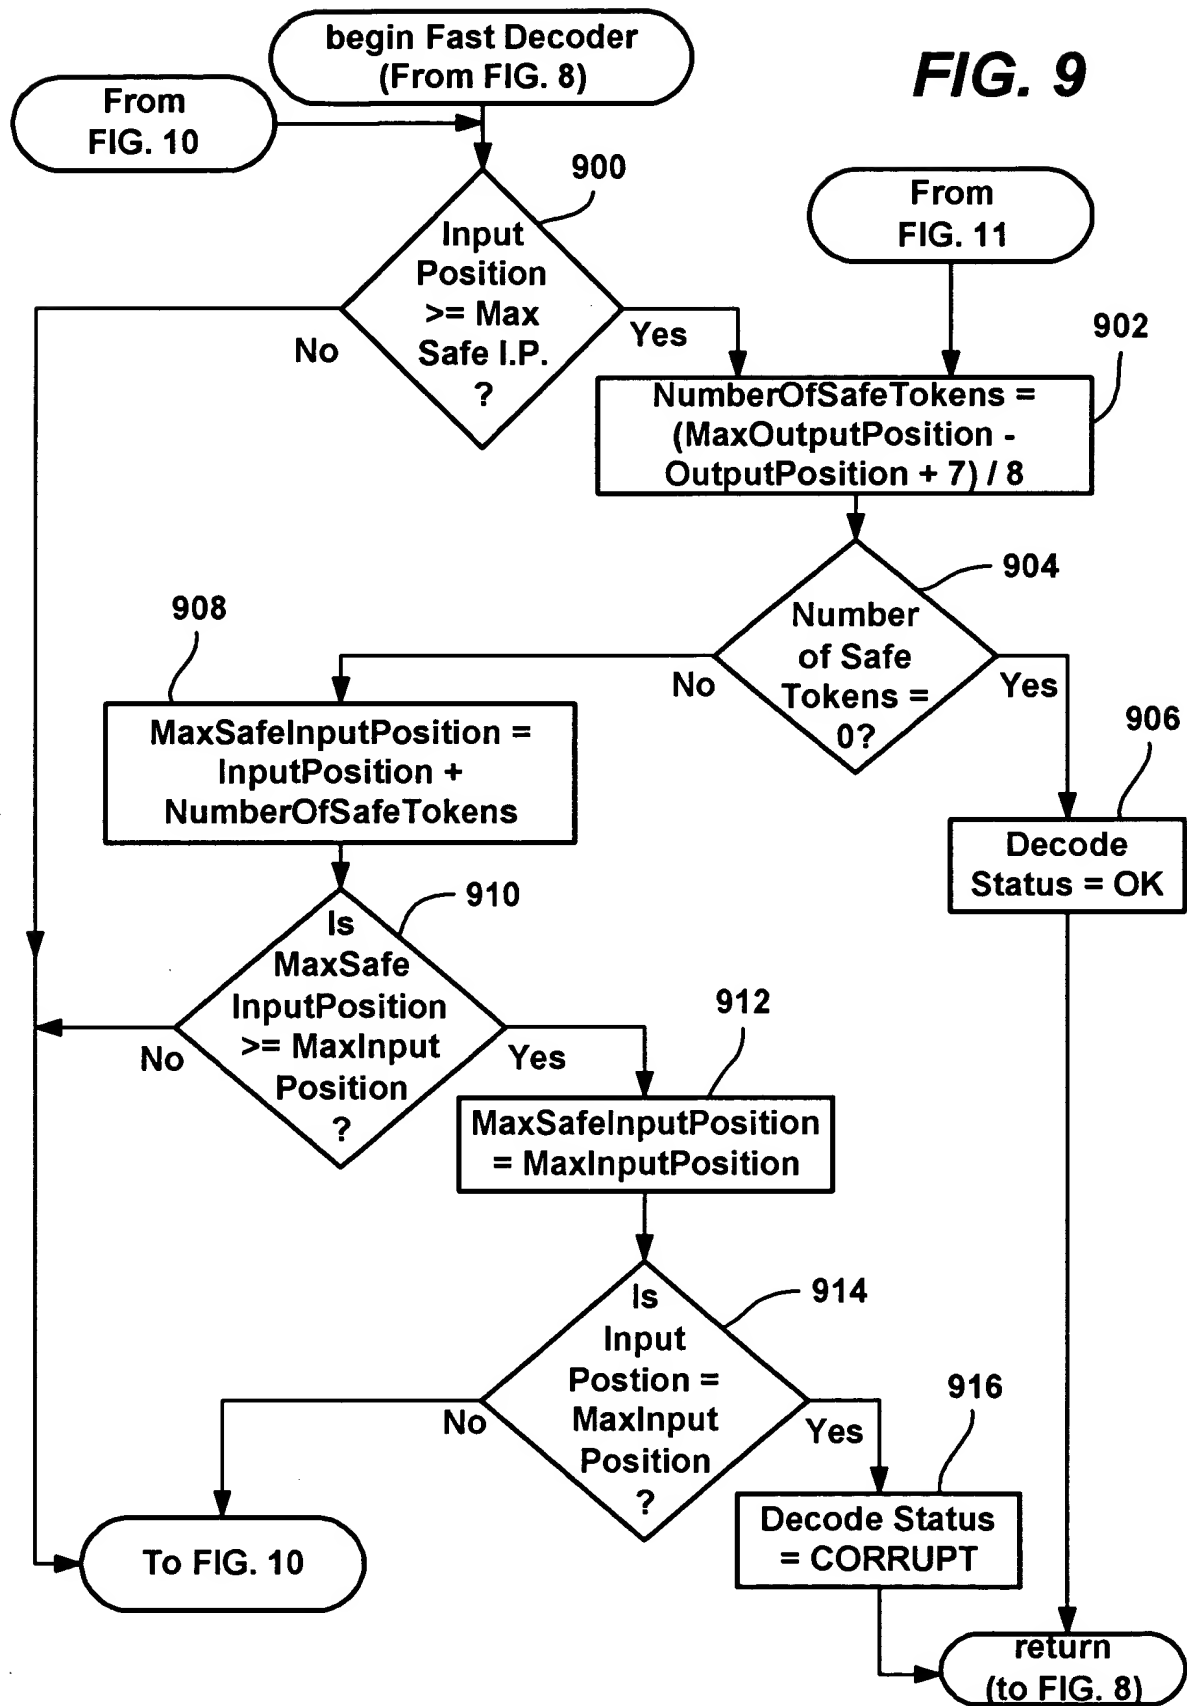 begin Fast Decoder
(From FIG. 8)
FIG. 9
From
FIG. 10
900
From
FIG. 11
Input
Position
>= Max
Safe I.P.
?
No
Yes
902
NumberOfSafeTokens =
(MaxOutputPosition -
OutputPosition + 7) / 8
904
Number
of Safe
Tokens =
0?
No
Yes
908
MaxSafeInputPosition =
InputPosition +
NumberOfSafeTokens
906
Decode
Status = OK
910
Is
MaxSafe
InputPosition
>= MaxInput
Position
?
No
Yes
912
MaxSafeInputPosition
= MaxInputPosition
914
Is
Input
Postion =
MaxInput
Position
?
No
Yes
916
Decode Status
= CORRUPT
To FIG. 10
return
(to FIG. 8)